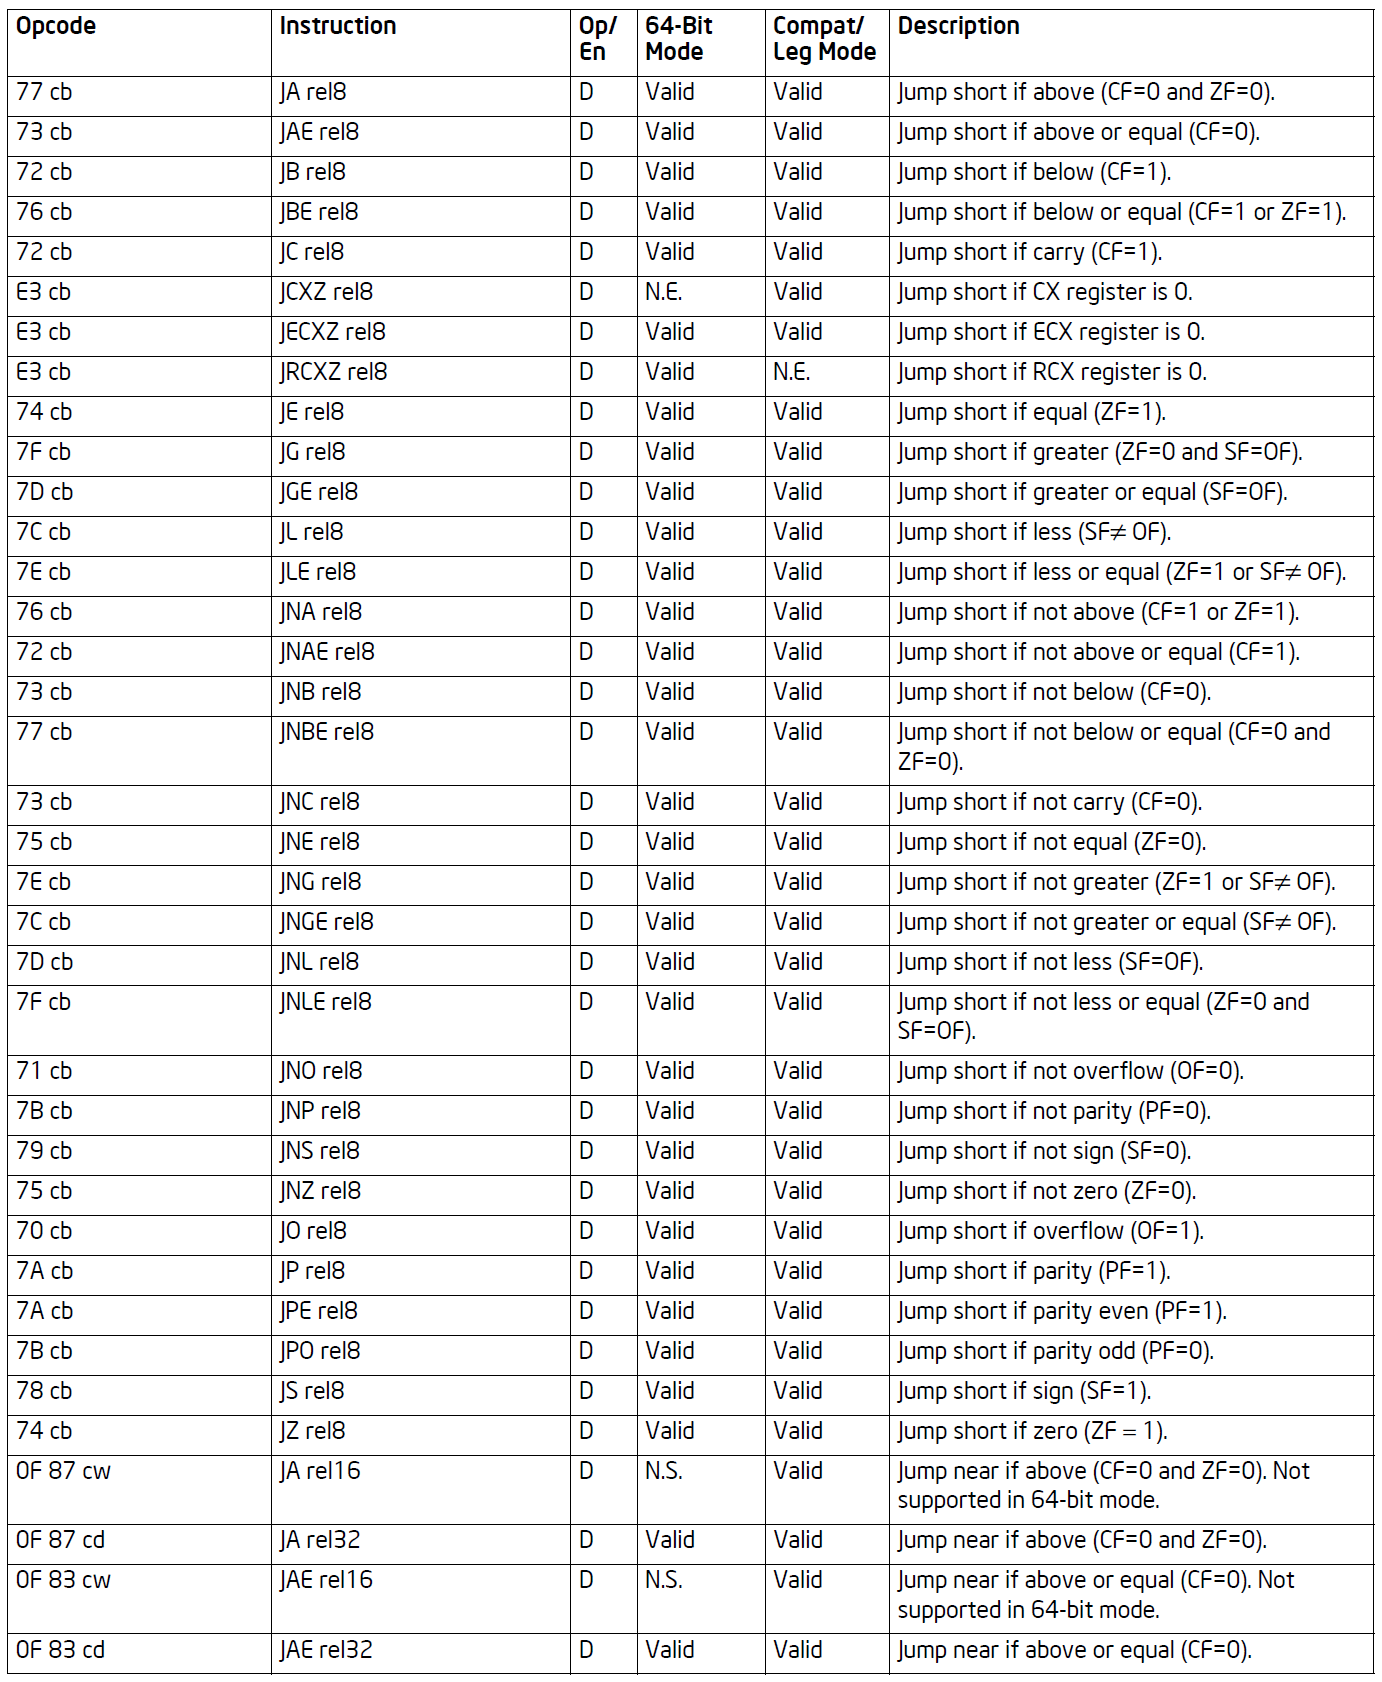 Opcode Instruction Op/ 64-Bit Compat/ Description
En Mode Leg Mode
77 cb JA rel8 D Valid Valid Jump short if above (CF=0 and ZF=0).
73 cb JAE rel8 D Valid Valid Jump short if above or equal (CF=0).
72 cb JB rel8 D Valid Valid Jump short if below (CF=1).
76 cb JBE rel8 D Valid Valid Jump short if below or equal (CF=1 or ZF=1).
72 cb JC rel8 D Valid Valid Jump short if carry (CF=1).
E3 cb JCXZ rel8 D N.E. Valid Jump short if CX register is 0.
E3 cb JECXZ rel8 D Valid Valid Jump short if ECX register is 0.
E3 cb JRCXZ rel8 D Valid N.E. Jump short if RCX register is 0.
74 cb JE rel8 D Valid Valid Jump short if equal (ZF=1).
7F cb JG rel8 D Valid Valid Jump short if greater (ZF=0 and SF=OF).
7D cb JGE rel8 D Valid Valid Jump short if greater or equal (SF=OF).
7C cb JL rel8 D Valid Valid Jump short if less (SF≠ OF).
7E cb JLE rel8 D Valid Valid Jump short if less or equal (ZF=1 or SF≠ OF).
76 cb JNA rel8 D Valid Valid Jump short if not above (CF=1 or ZF=1).
72 cb JNAE rel8 D Valid Valid Jump short if not above or equal (CF=1).
73 cb JNB rel8 D Valid Valid Jump short if not below (CF=0).
77 cb JNBE rel8 D Valid Valid Jump short if not below or equal (CF=0 and
ZF=0).
73 cb JNC rel8 D Valid Valid Jump short if not carry (CF=0).
75 cb JNE rel8 D Valid Valid Jump short if not equal (ZF=0).
7E cb JNG rel8 D Valid Valid Jump short if not greater (ZF=1 or SF≠ OF).
7C cb JNGE rel8 D Valid Valid Jump short if not greater or equal (SF≠ OF).
7D cb JNL rel8 D Valid Valid Jump short if not less (SF=OF).
7F cb JNLE rel8 D Valid Valid Jump short if not less or equal (ZF=0 and
SF=OF).
71 cb JNO rel8 D Valid Valid Jump short if not overflow (OF=0).
7B cb JNP rel8 D Valid Valid Jump short if not parity (PF=0).
79 cb JNS rel8 D Valid Valid Jump short if not sign (SF=0).
75 cb JNZ rel8 D Valid Valid Jump short if not zero (ZF=0).
70 cb JO rel8 D Valid Valid Jump short if overflow (OF=1).
7A cb JP rel8 D Valid Valid Jump short if parity (PF=1).
7A cb JPE rel8 D Valid Valid Jump short if parity even (PF=1).
7B cb JPO rel8 D Valid Valid Jump short if parity odd (PF=0).
78 cb JS rel8 D Valid Valid Jump short if sign (SF=1).
74 cb JZ rel8 D Valid Valid Jump short if zero (ZF = 1).
0F 87 cw JA rel16 D N.S. Valid Jump near if above (CF=0 and ZF=0). Not
supported in 64-bit mode.
0F 87 cd JA rel32 D Valid Valid Jump near if above (CF=0 and ZF=0).
0F 83 cw JAE rel16 D N.S. Valid Jump near if above or equal (CF=0). Not
supported in 64-bit mode.
0F 83 cd JAE rel32 D Valid Valid Jump near if above or equal (CF=0).